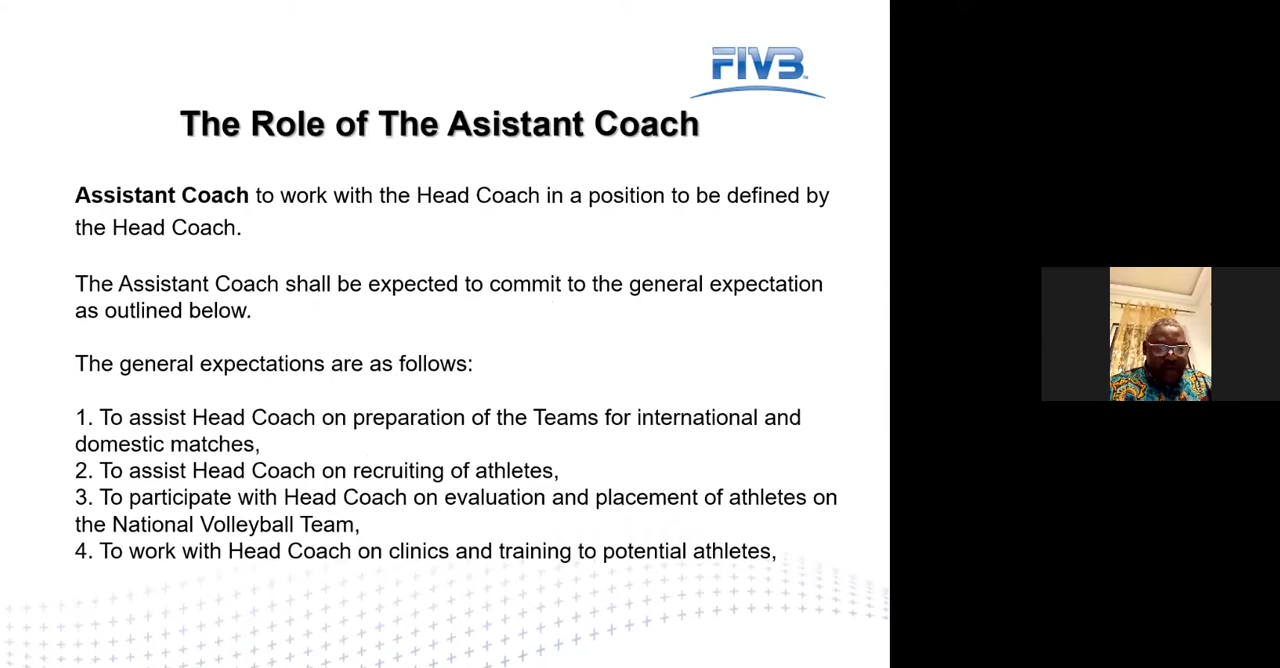 FIVB
The Role of The Asistant Coach
Assistant Coach to work with the Head Coach in a position to be defined by
the Head Coach.
The Assistant Coach shall be expected to commit to the general expectation
as outlined below.
The general expectations are as follows:
1. To assist Head Coach on preparation of the Teams for international and
domestic matches,
2. To assist Head Coach on recruiting of athletes,
3. To participate with Head Coach on evaluation and placement of athletes on
the National Volleyball Team,
4. To work with Head Coach on clinics and training to potential athletes,